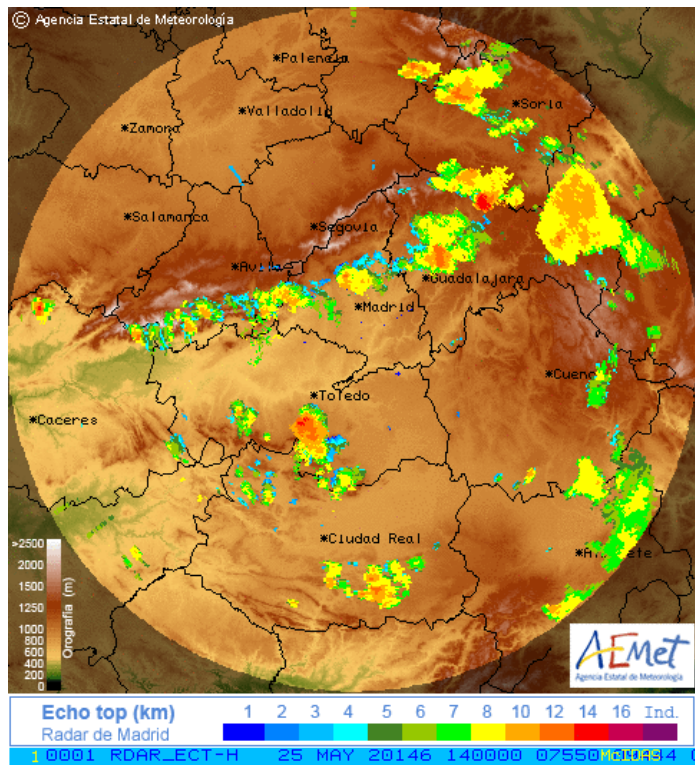 © Agencia Estatal de Meteorología
*Palencia
*Soria
*Valladolid
*Zamora
*Salamanca
*Segovia
*Avila
*Guadalajara
*Madrid
*Cuenca
*Toledo
*Caceres
*Ciudad Real
>2500
2000
1500
1250
1000
800
600
400
200
0
Orografía (m)
AEMet
Agencia Estatal de Meteorología
Echo top (km)
Radar de Madrid
1 2 3 4 5 6 7 8 10 12 14 16 Ind.
1 0001 RDAR_ECT-H 25 MAY 20146 140000 07550